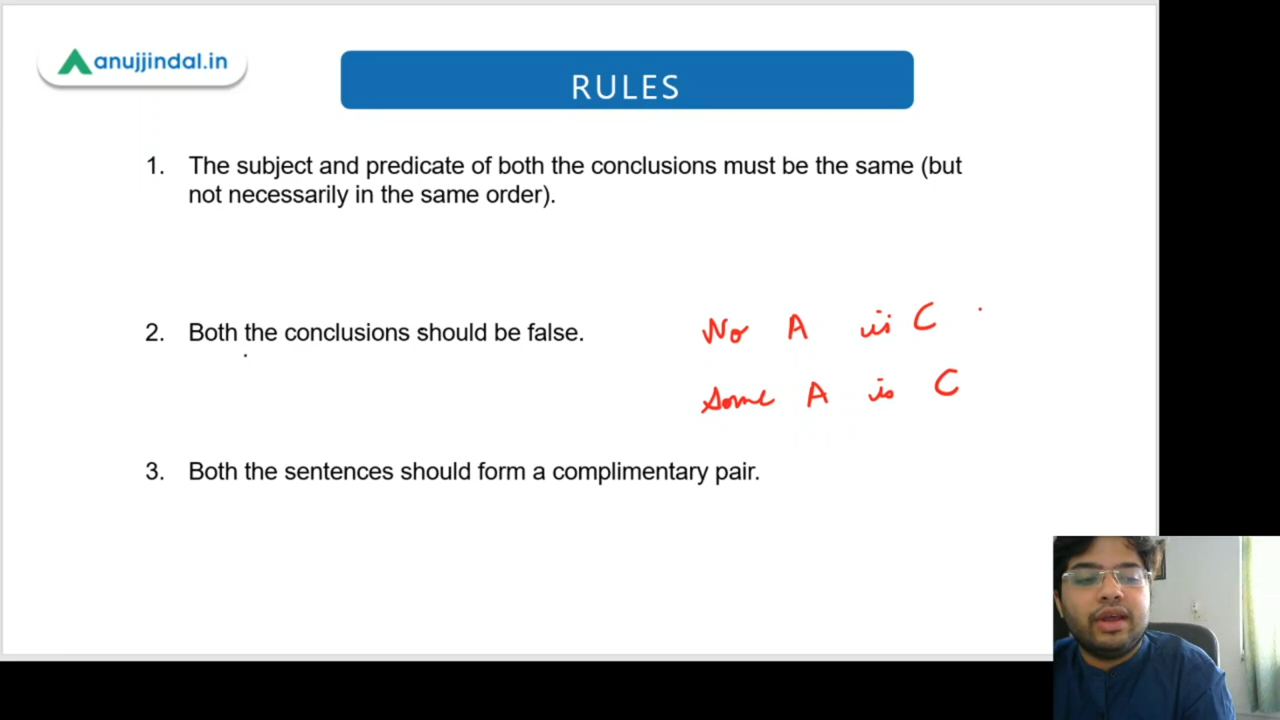 anujjindal.in
RULES
1. The subject and predicate of both the conclusions must be the same (but
not necessarily in the same order).
2. Both the conclusions should be false.
No A is C
Some A is C
3. Both the sentences should form a complimentary pair.